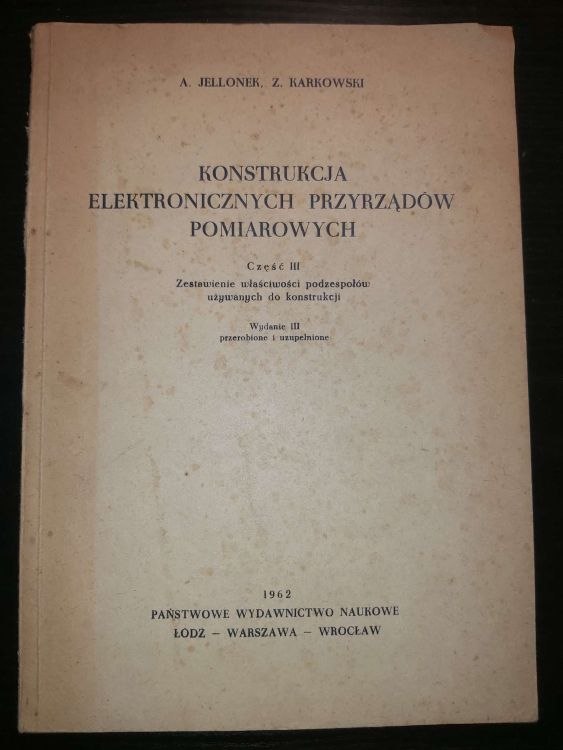 A. JELLONEK, Z. KARKOWSKI
KONSTRUKCJA
ELEKTRONICZNYCH PRZYRZĄDÓW
POMIAROWYCH
Część III
Zestawienie właściwości podzespołów
używanych do konstrukcji
Wydanie III
przerobione i uzupełnione
1962
PAŃSTWOWE WYDAWNICTWO NAUKOWE
ŁÓDŹ – WARSZAWA – WROCŁAW